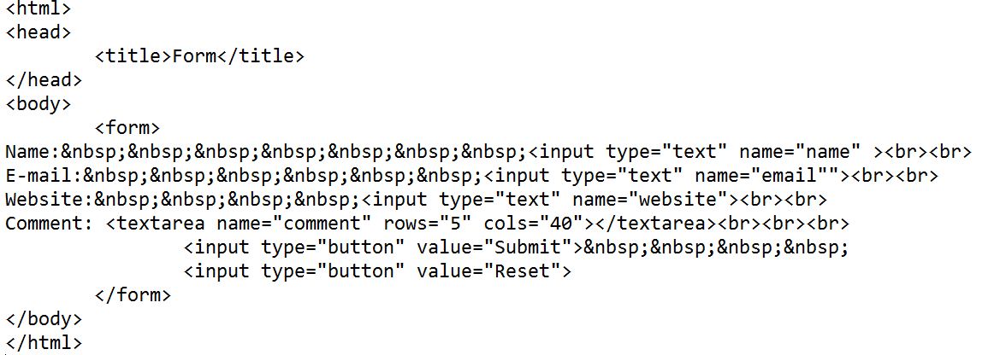 <html>
<head>
<title>Form</title>
</head>
<body>
<form>
Name:&nbsp;&nbsp;&nbsp;&nbsp;&nbsp;&nbsp;&nbsp;<input type="text" name="name" ><br><br>
E-mail:&nbsp;&nbsp;&nbsp;&nbsp;&nbsp;&nbsp;<input type="text" name="email""><br><br>
Website:&nbsp;&nbsp;&nbsp;&nbsp;<input type="text" name="website"><br><br>
Comment: <textarea name="comment" rows="5" cols="40"></textarea><br><br><br>
<input type="button" value="Submit">&nbsp;&nbsp;&nbsp;&nbsp;
<input type="button" value="Reset">
</form>
</body>
</html>